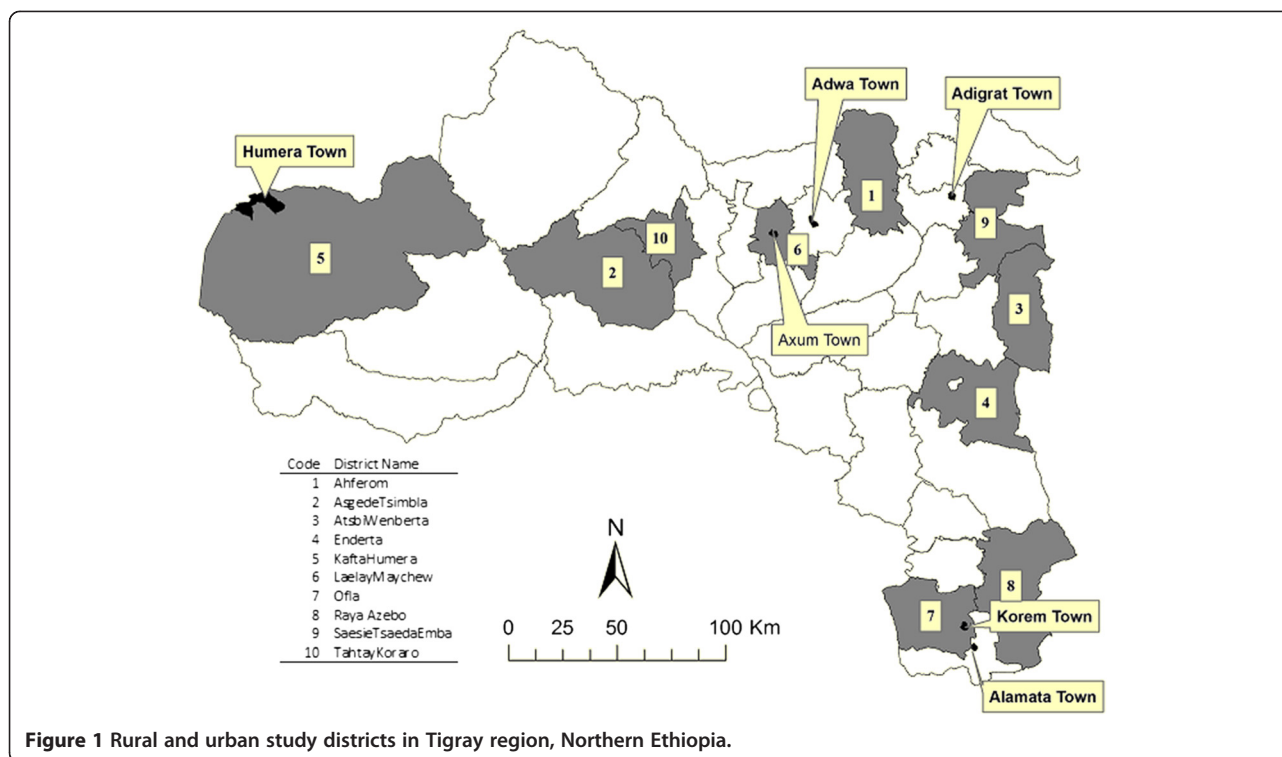 Adwa Town
Adigrat Town
Humera Town
1
9
10
6
5
2
3
Axum Town
4
Code District Name
1 Ahferom
2 AsgedeTsimbla
3 AtsbiWenberta
4 Enderta
5 KaftaHumera
6 LaelayMaychew
7 Ofla
8 Raya Azebo
9 SaesieTsaedaEmba
10 TahtayKoraro
N
0 25 50 100 Km
8
7
Korem Town
Alamata Town
Figure 1 Rural and urban study districts in Tigray region, Northern Ethiopia.